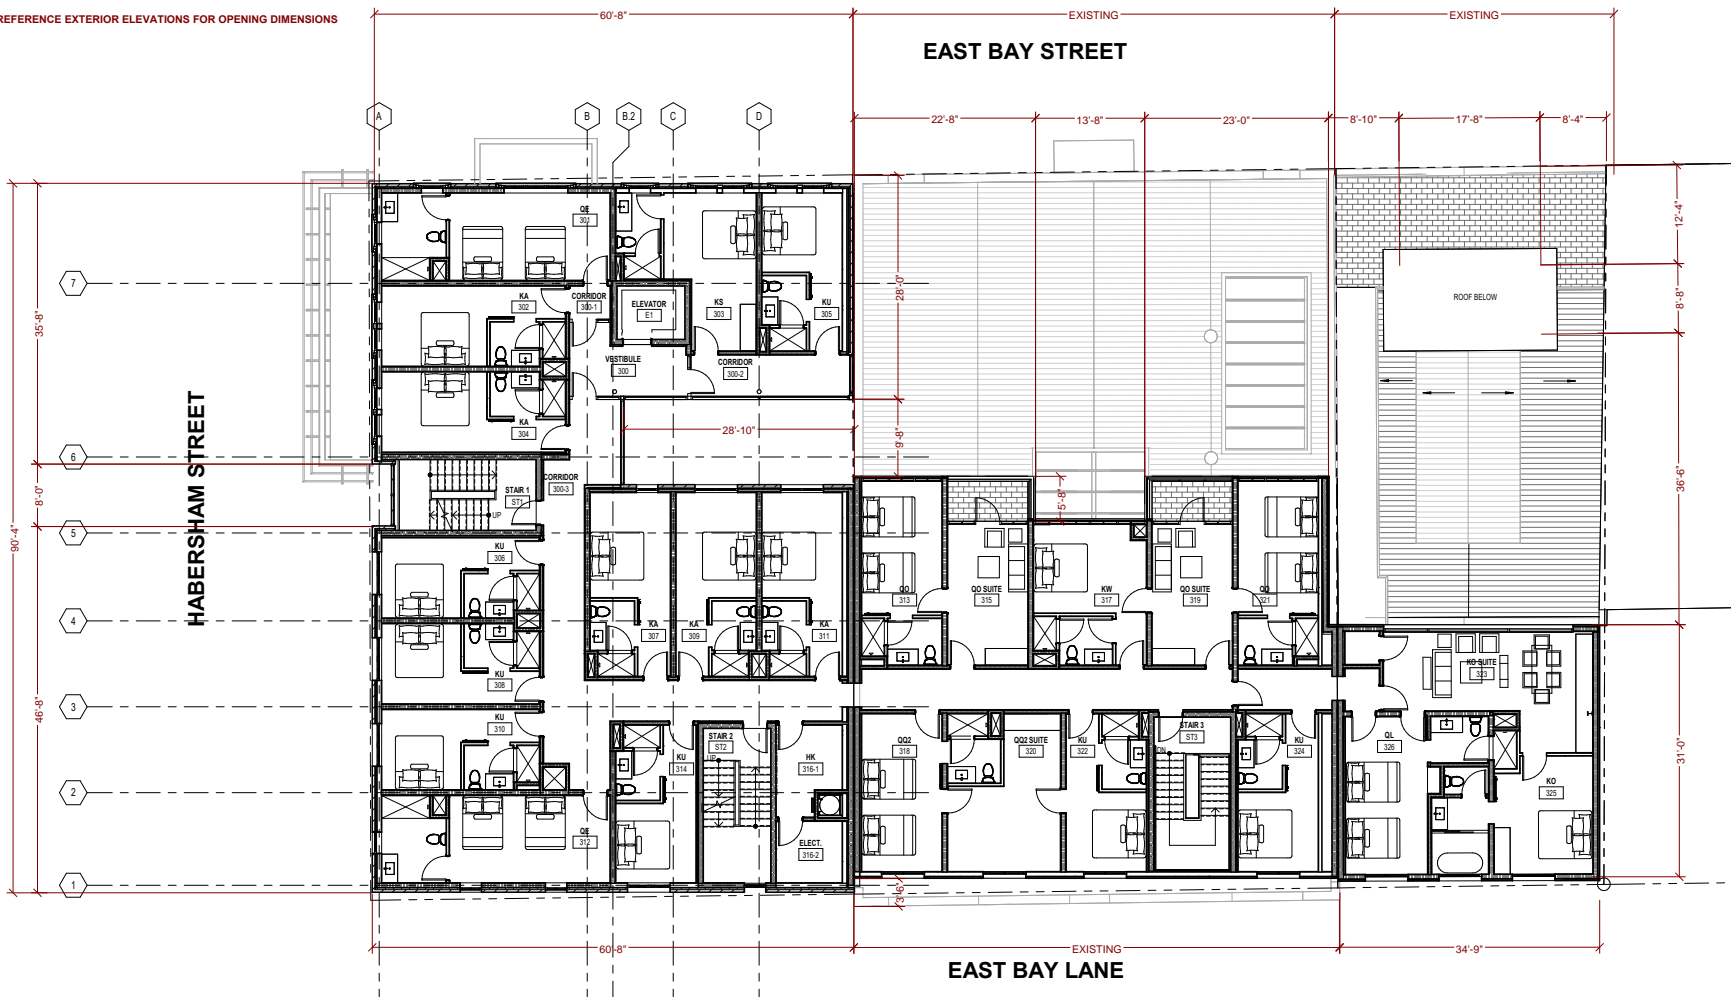 REFERENCE EXTERIOR ELEVATIONS FOR OPENING DIMENSIONS
60'-8"
EXISTING
EXISTING
EAST BAY STREET
A
B
B.2
C
D
22'-8"
13'-8"
23'-0"
8'-10"
17'-8"
8'-4"
QE
301
12'-4"
7
KA
302
CORRIDOR
300-1
ELEVATOR
E1
KS
303
KU
305
28'-0"
ROOF BELOW
8'-8"
35'-8"
VESTIBULE
300
CORRIDOR
300-2
HABERSHAM STREET
KA
304
28'-10"
9'-8"
6
CORRIDOR
300-3
STAIR 1
ST1
UP
8'-0"
5'-8"
36'-6"
90'-4"
5
KU
306
QQ
313
QQ SUITE
315
KW
317
QQ SUITE
319
QQ
321
4
KA
307
KA
309
KA
311
KU
308
KO SUITE
323
3
46'-8"
KU
310
STAIR 2
ST2
UP
KU
314
HK
316-1
QQ2
318
QQ2 SUITE
320
KU
322
STAIR 3
ST3
DN
KU
324
QL
326
31'-0"
2
KO
325
QE
312
ELECT.
316-2
1
3'-6"
60'-8"
EXISTING
34'-9"
EAST BAY LANE